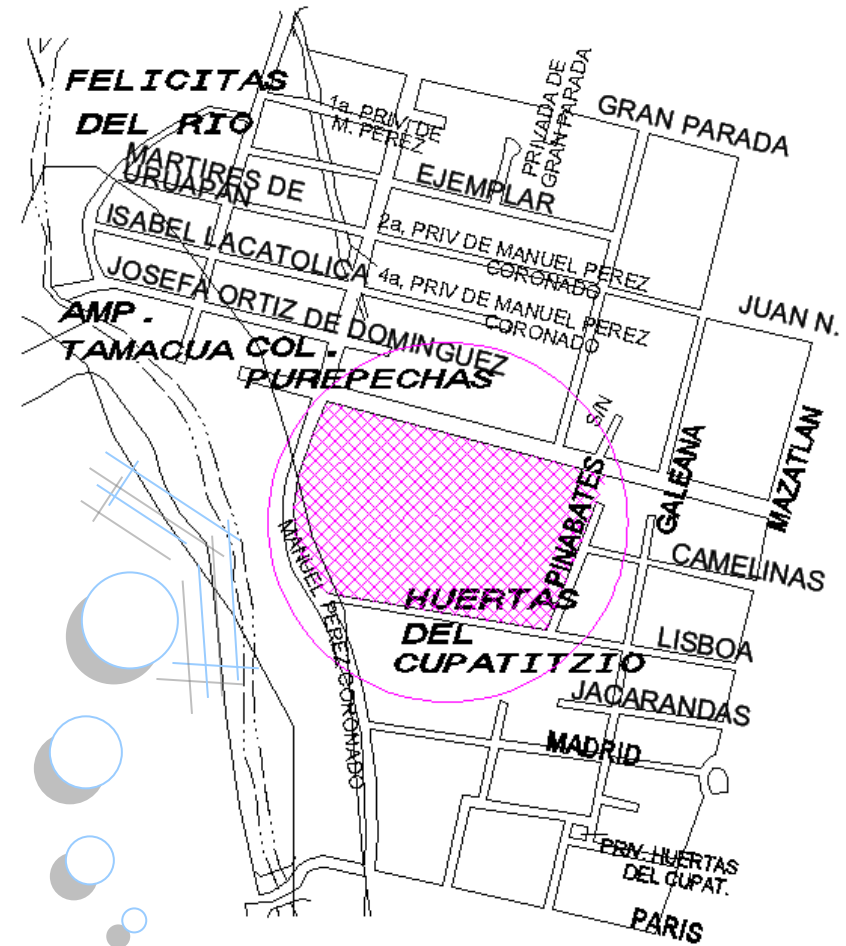 FELICITAS
DEL RIO
1a, PRIV DE
M. PEREZ
PRIVADA DE
GRAN PARADA
GRAN PARADA
MARTIRES DE
URUAPAN
EJEMPLAR
ISABEL LACATOLICA
2a, PRIV DE MANUEL PEREZ
CORONADO
JOSEFA ORTIZ DE DOMINGUEZ
4a, PRIV DE MANUEL PEREZ
CORONADO
JUAN N.
AMP.
TAMACUA
COL.
PUREPECHAS
S/N
PINABATES
GALEANA
MAZATLAN
MANUEL PEREZ CORONADO
CAMELINAS
HUERTAS
DEL
CUPATITZIO
LISBOA
JACARANDAS
MADRID
PRIV. HUERTAS
DEL CUPAT.
PARIS